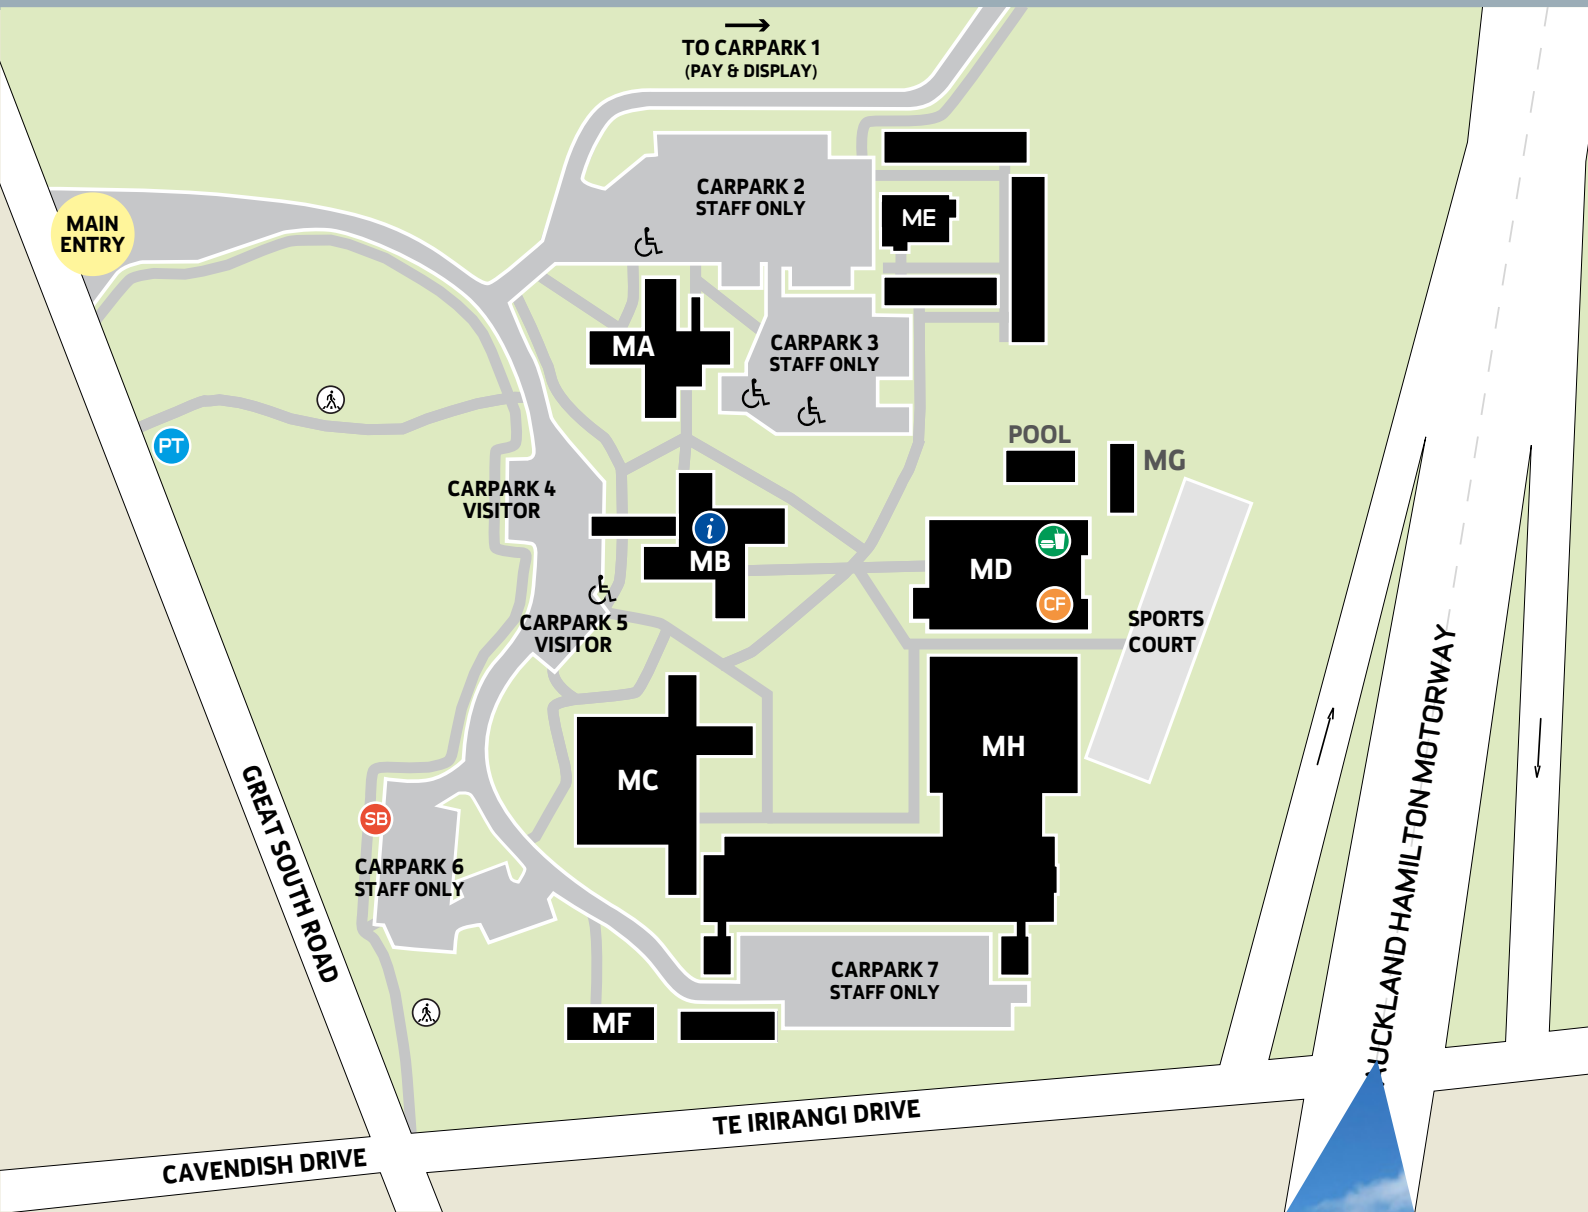 TO CARPARK 1
(PAY & DISPLAY)
CARPARK 2
STAFF ONLY
MAIN
ENTRY
ME
MA
CARPARK 3
STAFF ONLY
PT
POOL
MG
CARPARK 4
VISITOR
i
MB
MD
CF
CARPARK 5
VISITOR
SPORTS
COURT
MH
MC
SB
CARPARK 6
STAFF ONLY
GREAT SOUTH ROAD
AUCKLAND HAMILTON MOTORWAY
CARPARK 7
STAFF ONLY
MF
TE IRIRANGI DRIVE
CAVENDISH DRIVE